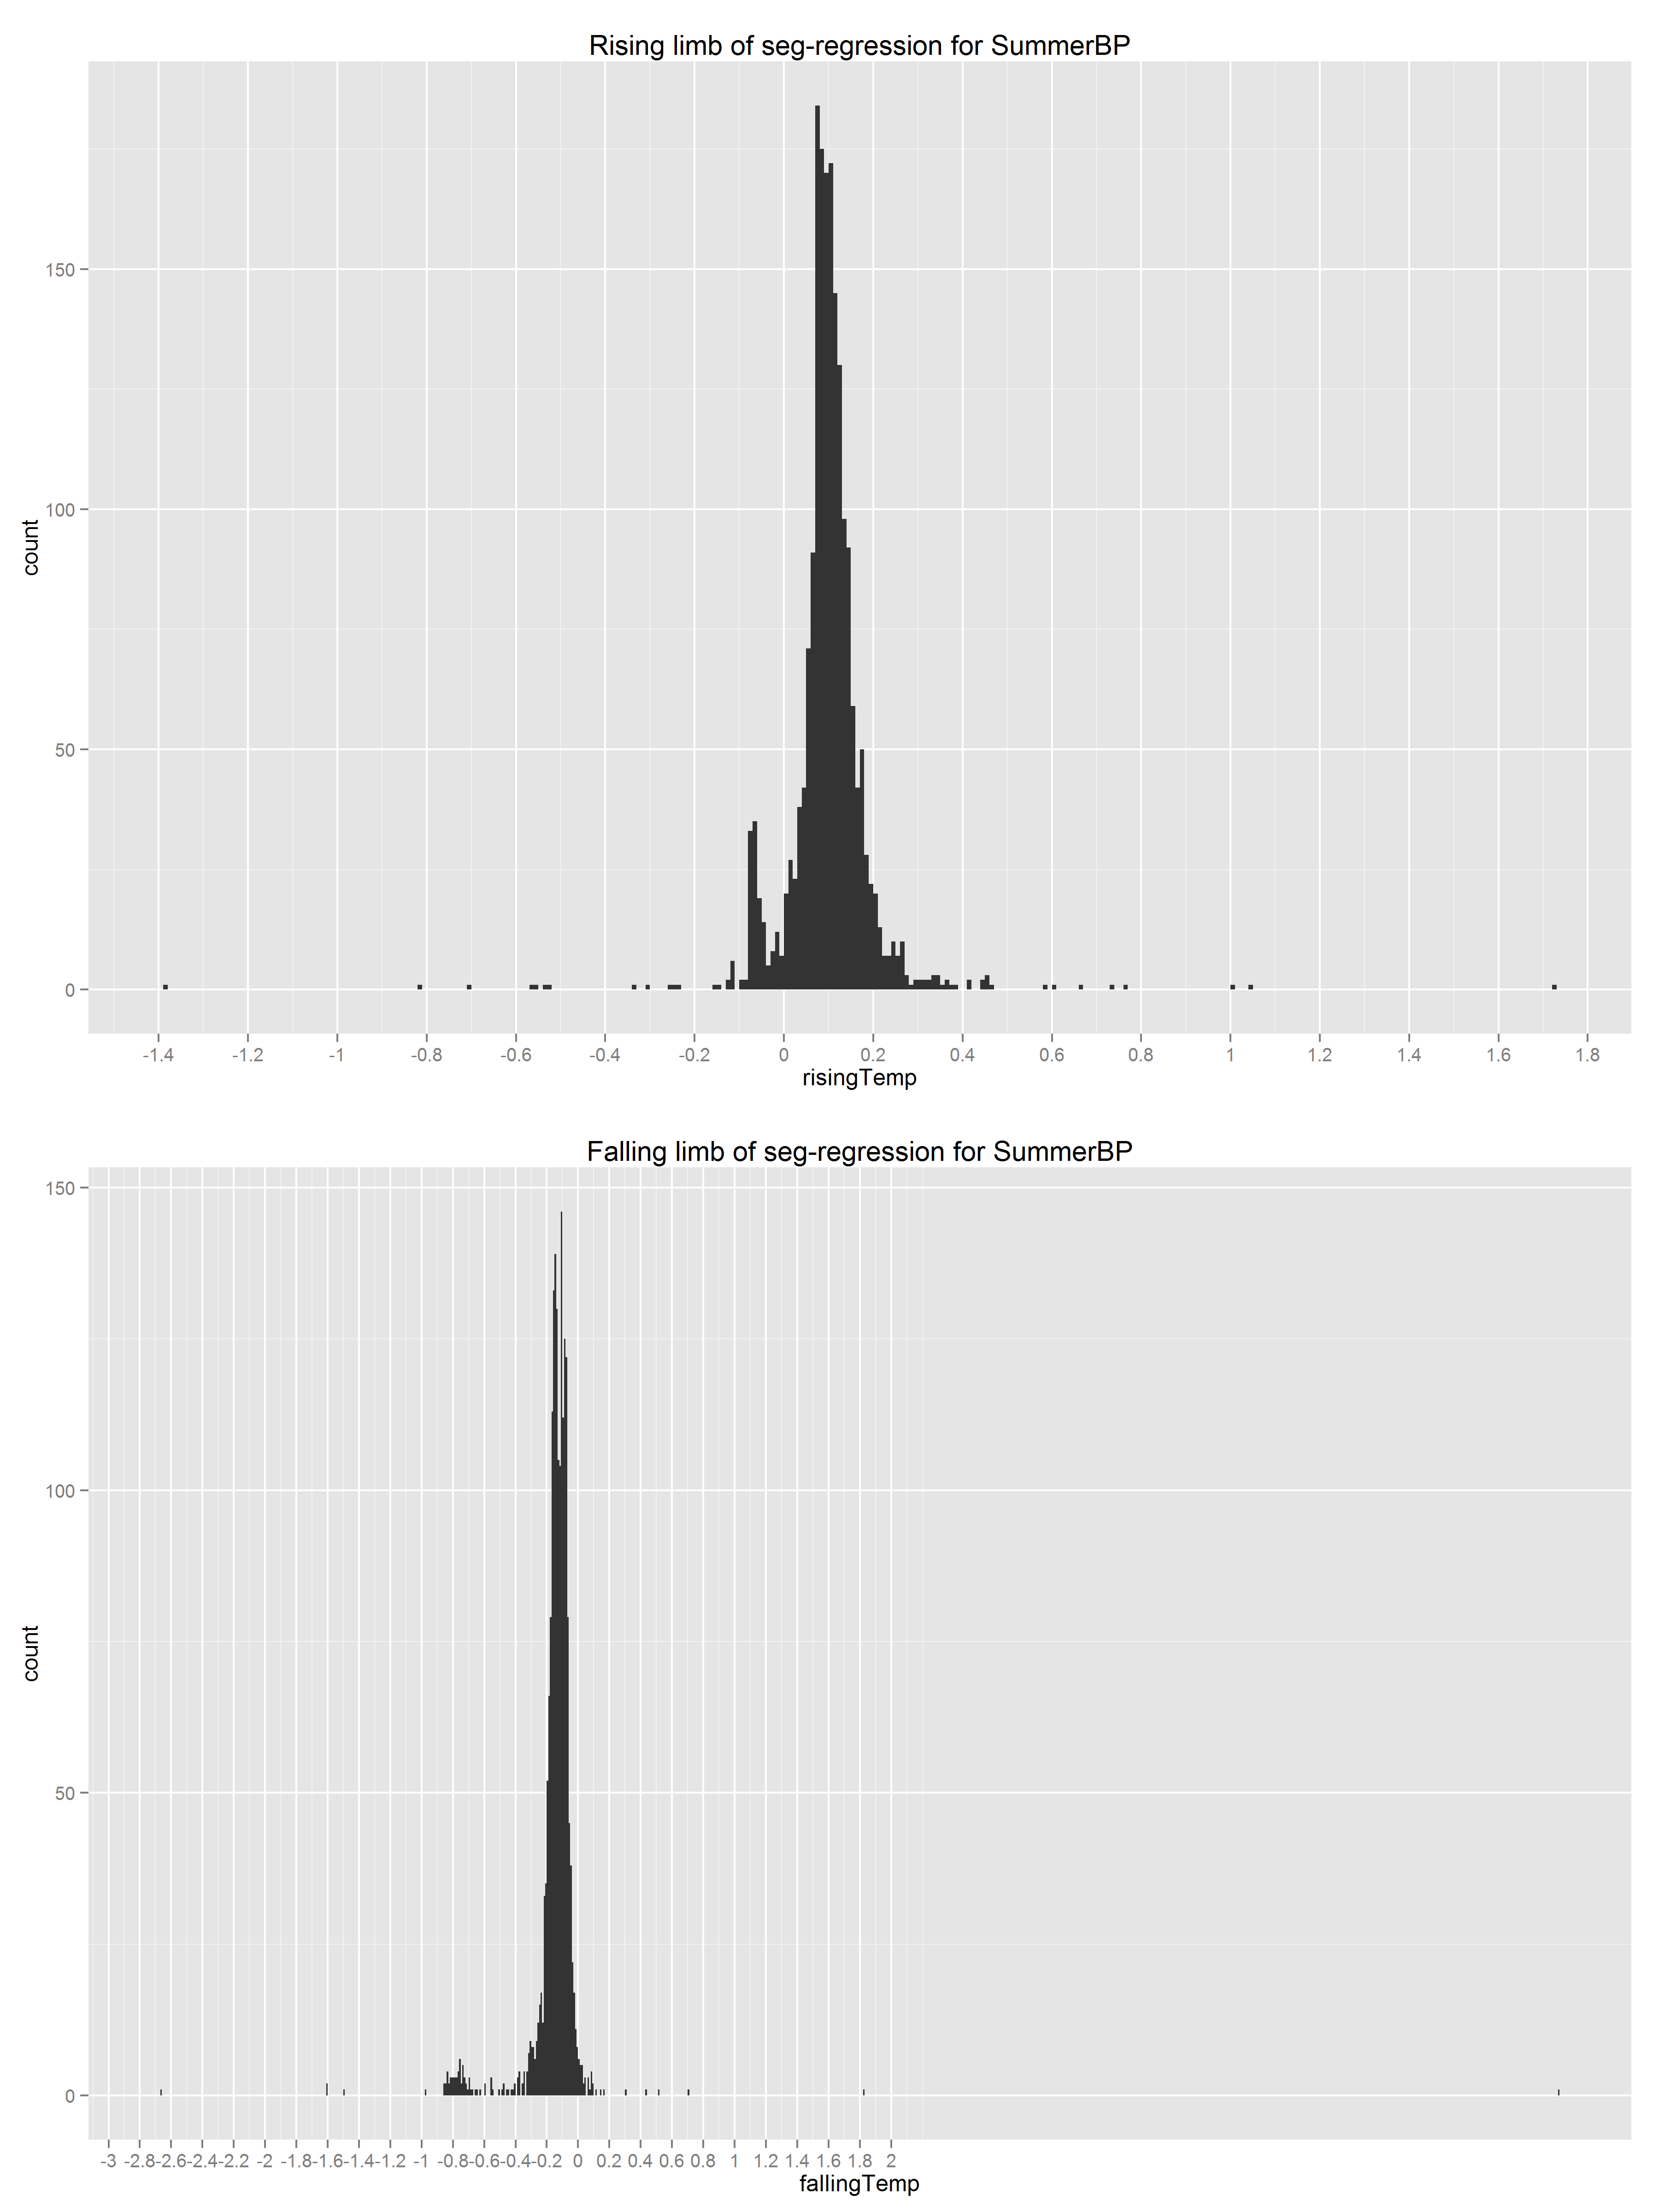 Rising limb of seg-regression for SummerBP
150
100
50
0
count
-1.4 -1.2 -1 -0.8 -0.6 -0.4 -0.2 0 0.2 0.4 0.6 0.8 1 1.2 1.4 1.6 1.8
risingTemp
Falling limb of seg-regression for SummerBP
150
100
50
0
count
-3 -2.8 -2.6 -2.4 -2.2 -2 -1.8 -1.6 -1.4 -1.2 -1 -0.8 -0.6 -0.4 -0.2 0 0.2 0.4 0.6 0.8 1 1.2 1.4 1.6 1.8 2
fallingTemp